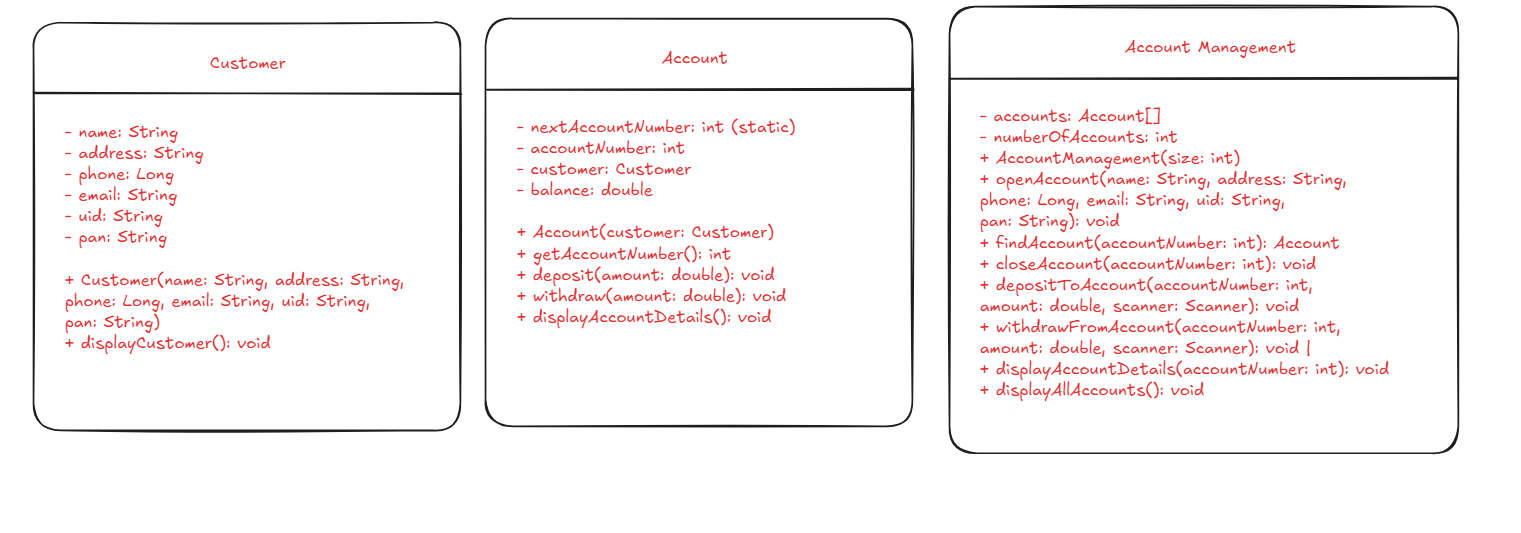 Customer
- name: String
- address: String
- phone: Long
- email: String
- uid: String
- pan: String
+ Customer(name: String, address: String,
phone: Long, email: String, uid: String,
pan: String)
+ displayCustomer(): void
Account
- nextAccountNumber: int (static)
- accountNumber: int
- customer: Customer
- balance: double
+ Account(customer: Customer)
+ getAccountNumber(): int
+ deposit(amount: double): void
+ withdraw(amount: double): void
+ displayAccountDetails(): void
Account Management
- accounts: Account[]
- numberOfAccounts: int
+ AccountManagement(size: int)
+ openAccount(name: String, address: String,
phone: Long, email: String, uid: String,
pan: String): void
+ findAccount(accountNumber: int): Account
+ closeAccount(accountNumber: int): void
+ depositToAccount(accountNumber: int,
amount: double, scanner: Scanner): void
+ withdrawFromAccount(accountNumber: int,
amount: double, scanner: Scanner): void |
+ displayAccountDetails(accountNumber: int): void
+ displayAllAccounts(): void